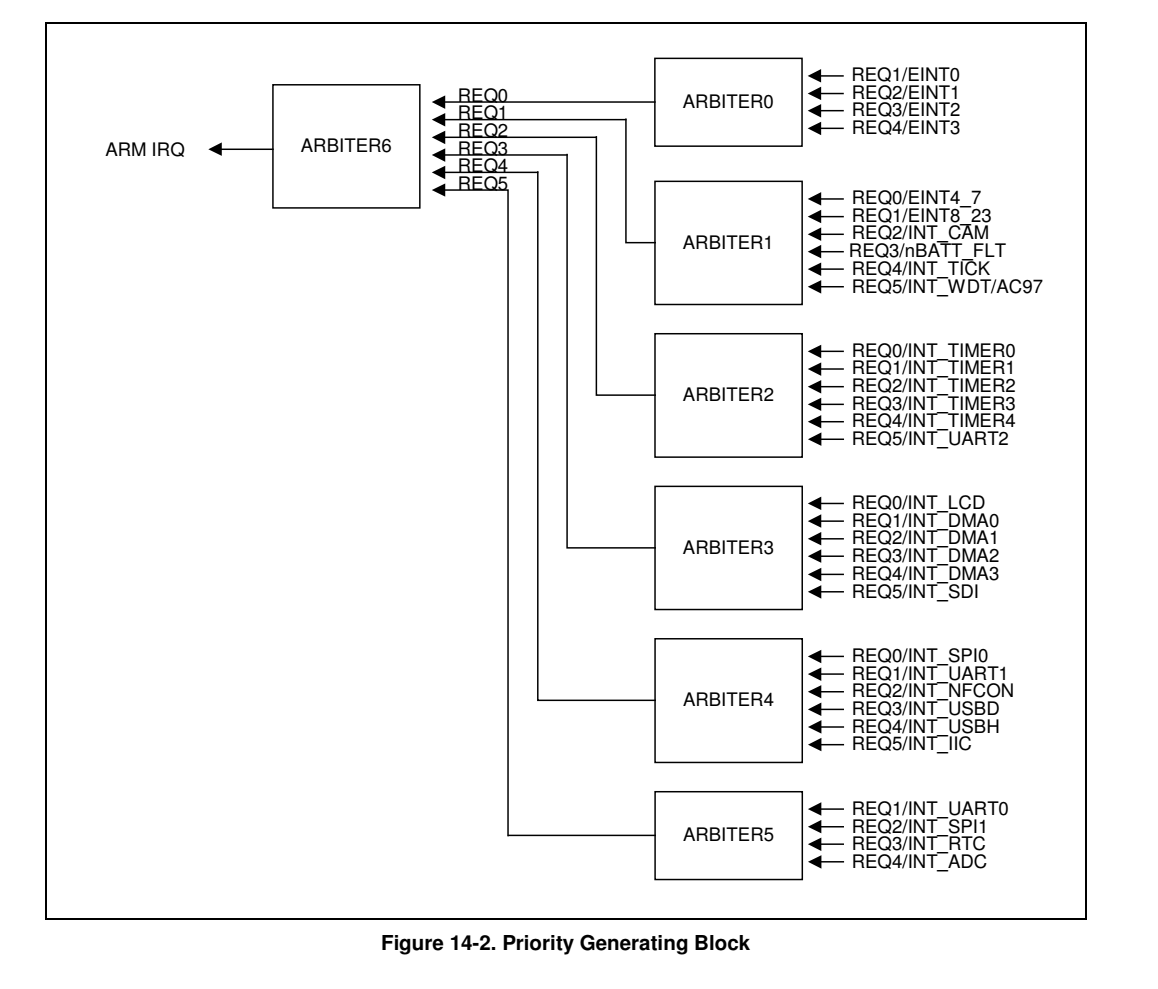 ARM IRQ
ARBITER6
REQ0
REQ1
REQ2
REQ3
REQ4
REQ5
ARBITER0
REQ1/EINT0
REQ2/EINT1
REQ3/EINT2
REQ4/EINT3
ARBITER1
REQ0/EINT4_7
REQ1/EINT8_23
REQ2/INT_CAM
REQ3/nBATT_FLT
REQ4/INT_TICK
REQ5/INT_WDT/AC97
ARBITER2
REQ0/INT_TIMER0
REQ1/INT_TIMER1
REQ2/INT_TIMER2
REQ3/INT_TIMER3
REQ4/INT_TIMER4
REQ5/INT_UART2
ARBITER3
REQ0/INT_LCD
REQ1/INT_DMA0
REQ2/INT_DMA1
REQ3/INT_DMA2
REQ4/INT_DMA3
REQ5/INT_SDI
ARBITER4
REQ0/INT_SPI0
REQ1/INT_UART1
REQ2/INT_NFCON
REQ3/INT_USBD
REQ4/INT_USBH
REQ5/INT_IIC
ARBITER5
REQ1/INT_UART0
REQ2/INT_SPI1
REQ3/INT_RTC
REQ4/INT_ADC
Figure 14-2. Priority Generating Block